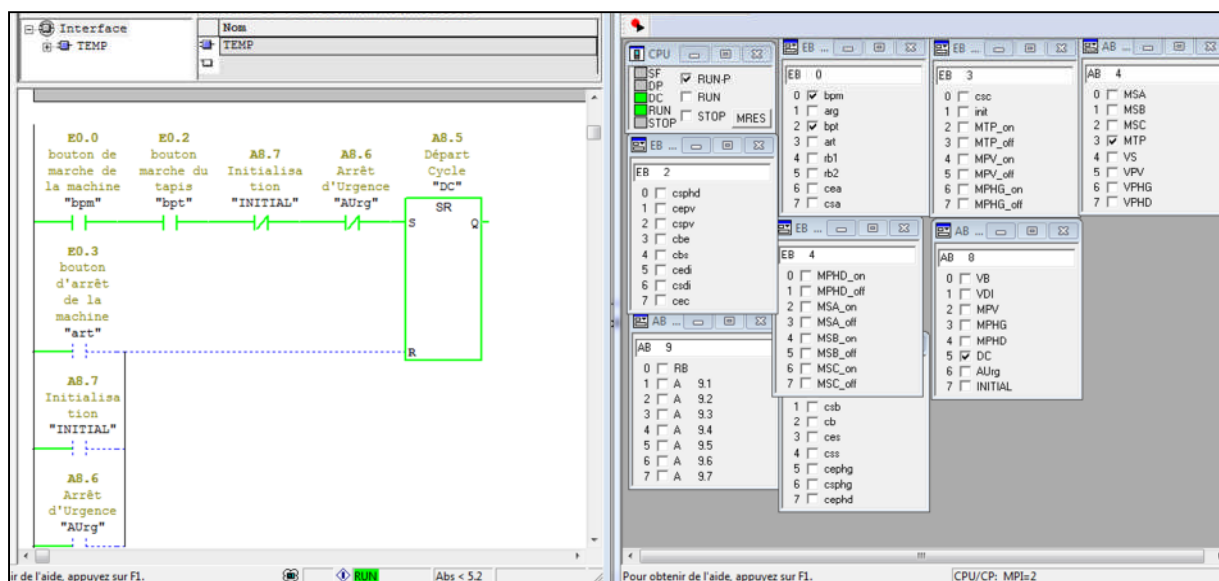 Interface
TEMP
Nom
TEMP
E0.0
bouton de
marche de
la machine
"bpm"
E0.2
bouton
marche du
tapis
"bpt"
A8.7
Initialisa
tion
"INITIAL"
A8.6
Arrêt
d'Urgence
"AUrg"
A8.5
Départ
Cycle
"DC"
SR
S
Q
E0.3
bouton
d'arrêt
de la
machine
"art"
R
A8.7
Initialisa
tion
"INITIAL"
A8.6
Arrêt
d'Urgence
"AUrg"
ir de l'aide, appuyez sur F1.
RUN
Abs < 5.2
CPU
SF
DP
DC
RUN
STOP
RUN-P
RUN
STOP
MRES
EB ...
EB 0
0 bpm
1 arg
2 bpt
3 art
4 rb1
5 rb2
6 cea
7 csa
EB ...
EB 3
0 csc
1 init
2 MTP_on
3 MTP_off
4 MPV_on
5 MPV_off
6 MPHG_on
7 MPHG_off
AB ...
AB 4
0 MSA
1 MSB
2 MSC
3 MTP
4 VS
5 VPV
6 VPHG
7 VPHD
EB ...
EB 2
0 csphd
1 cepv
2 cspv
3 cbe
4 cbs
5 cedi
6 csdi
7 cec
EB ...
EB 4
0 MPHD_on
1 MPHD_off
2 MSA_on
3 MSA_off
4 MSB_on
5 MSB_off
6 MSC_on
7 MSC_off
AB ...
AB 8
0 VB
1 VDI
2 MPV
3 MPHG
4 MPHD
5 DC
6 AUrg
7 INITIAL
AB ...
AB 9
0 RB
1 A 9.1
2 A 9.2
3 A 9.3
4 A 9.4
5 A 9.5
6 A 9.6
7 A 9.7
1 csb
2 cb
3 ces
4 css
5 cephg
6 csphg
7 cephd
Pour obtenir de l'aide, appuyez sur F1.
CPU/CP: MPI=2